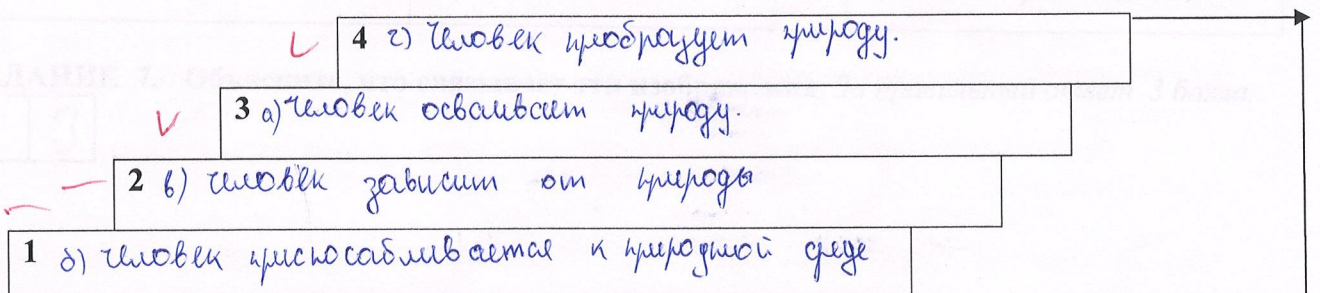 4 г) Человек преобразует природу.
3 а) Человек осваивает природу.
2 в) Человек зависит от природы
1 б) Человек приспосабливается к природной среде